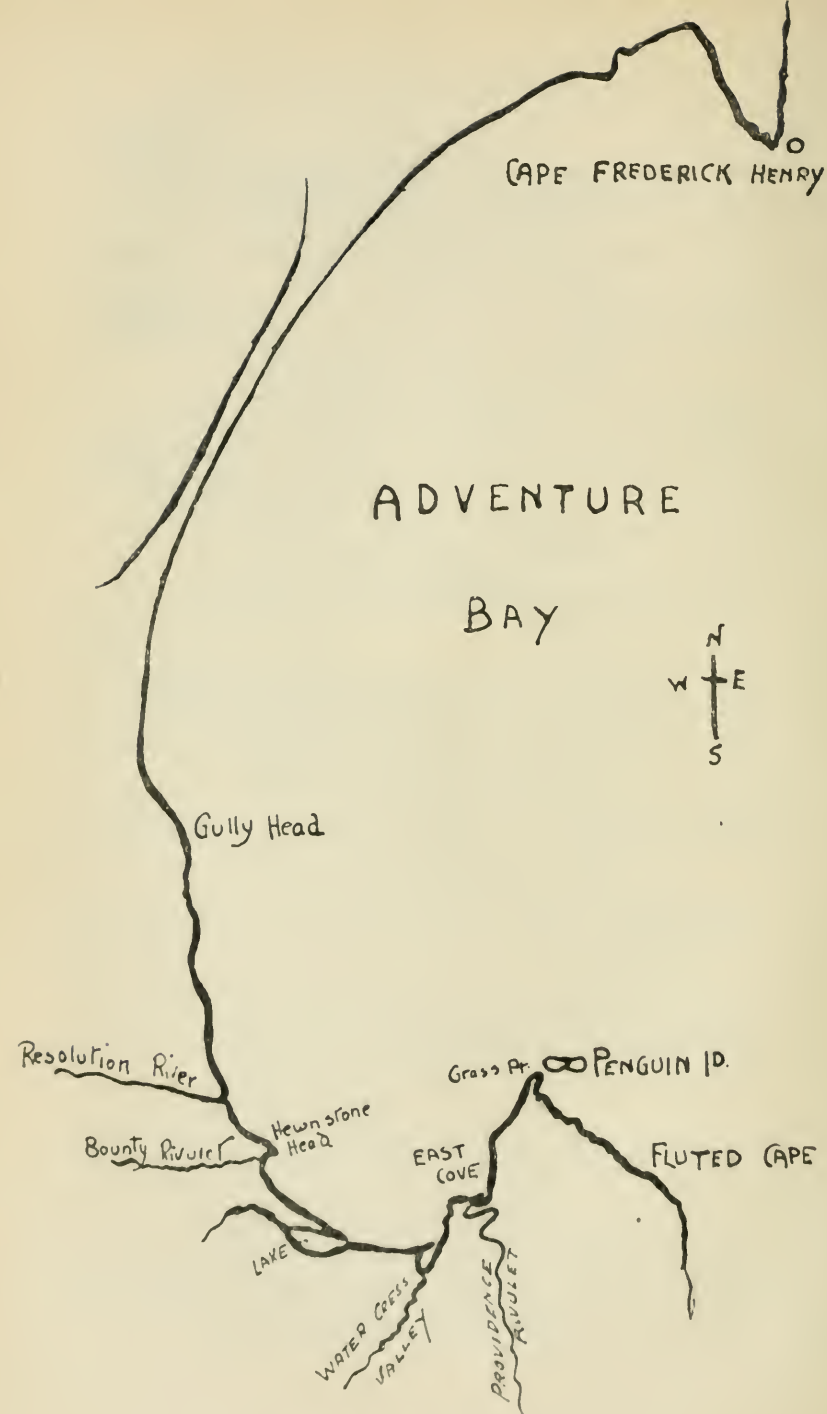 CAPE FREDERICK HENRY
ADVENTURE
BAY
N
W E
S
Gully Head
Resolution River
Grass Pt.
PENGUIN ID.
Hewnstone
Head
Bounty Rivulet
EAST
COVE
FLUTED CAPE
LAKE
WATER CRESS
VALLEY
PROVIDENCE
RIVULET